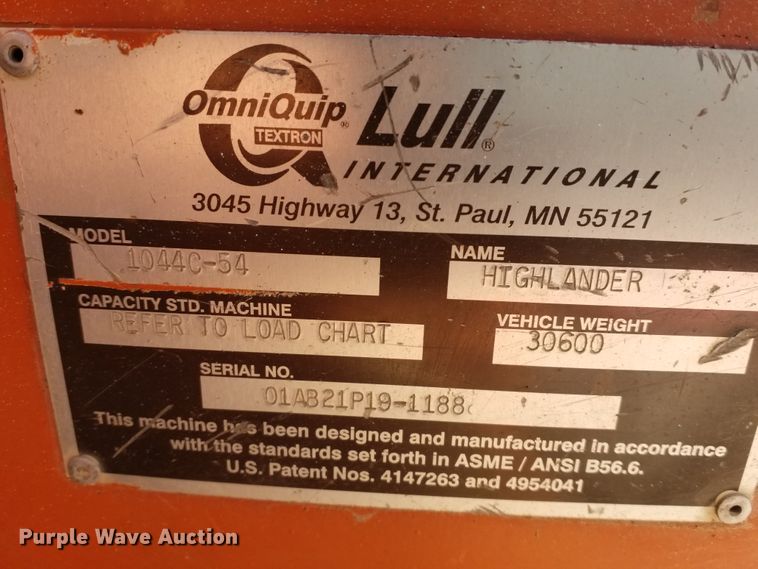 OmniQuip® Lull®
TEXTRON
INTERNATIONAL
3045 Highway 13, St. Paul, MN 55121
MODEL
1044C-54
NAME
HIGHLANDER
CAPACITY STD. MACHINE
REFER TO LOAD CHART
VEHICLE WEIGHT
30600
SERIAL NO.
01AB21P19-1188
This machine has been designed and manufactured in accordance
with the standards set forth in ASME / ANSI B56.6.
U.S. Patent Nos. 4147263 and 4954041
Purple Wave Auction